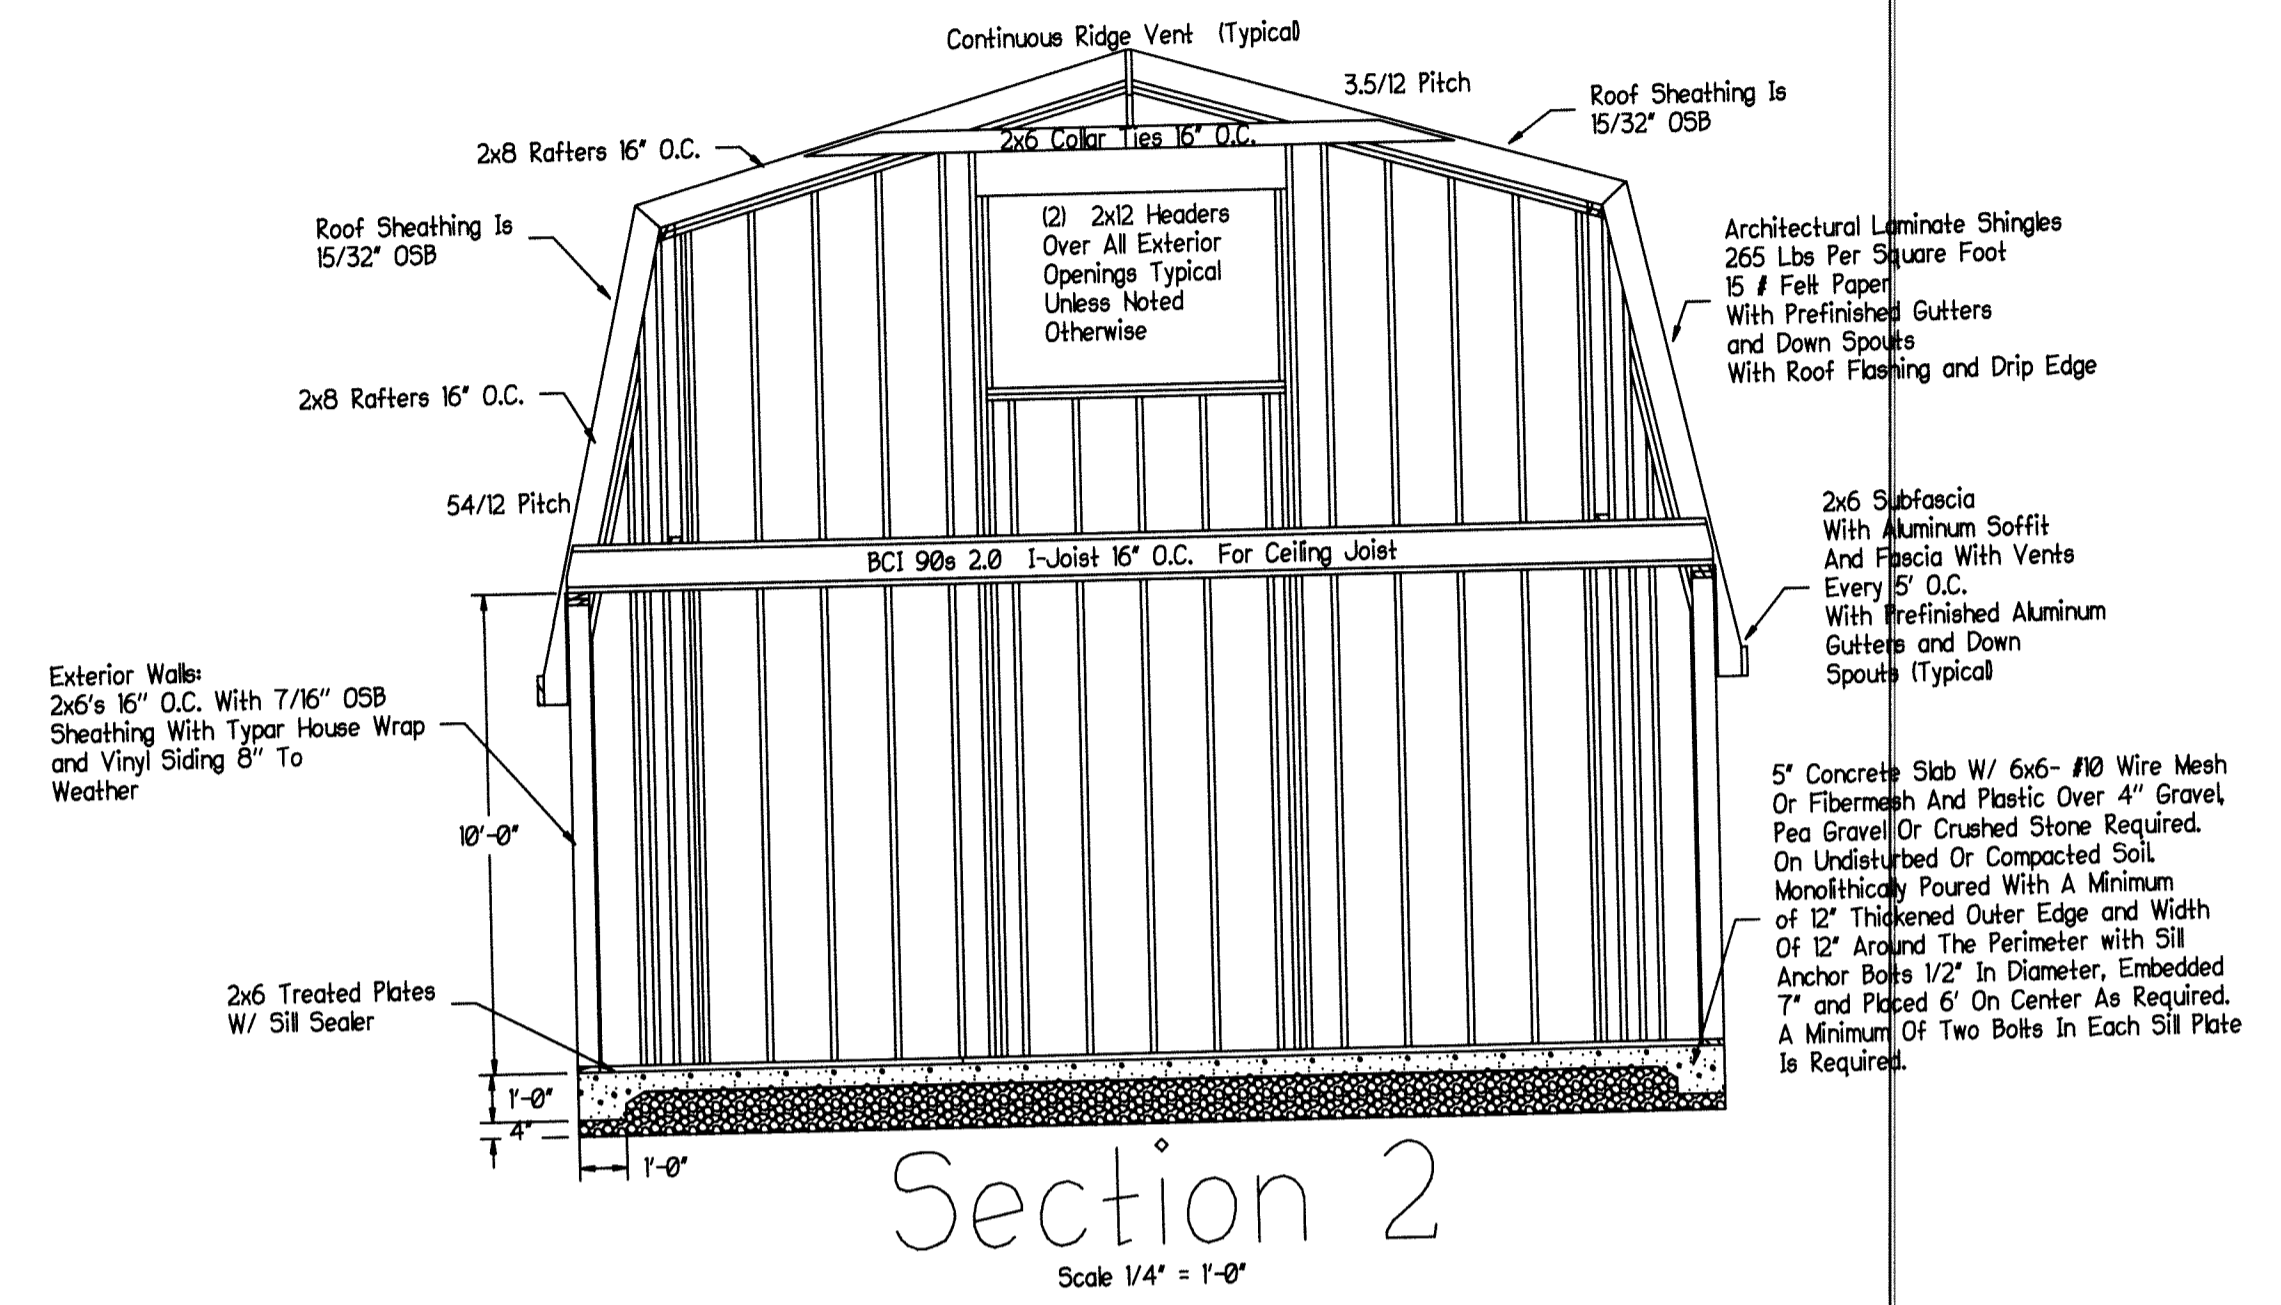 Continuous Ridge Vent (Typical)
3.5/12 Pitch
Roof Sheathing Is
15/32" OSB
2x6 Collar Ties 16" O.C.
2x8 Rafters 16" O.C.
Roof Sheathing Is
15/32" OSB
(2) 2x12 Headers
Over All Exterior
Openings Typical
Unless Noted
Otherwise
Architectural Laminate Shingles
265 Lbs Per Square Foot
15 # Felt Paper
With Prefinished Gutters
and Down Spouts
With Roof Flashing and Drip Edge
2x8 Rafters 16" O.C.
54/12 Pitch
BCI 90s 2.0 I-Joist 16" O.C. For Ceiling Joist
2x6 Subfascia
With Aluminum Soffit
And Fascia With Vents
Every 5' O.C.
With Prefinished Aluminum
Gutters and Down
Spouts (Typical)
Exterior Walls:
2x6's 16" O.C. With 7/16" OSB
Sheathing With Typar House Wrap
and Vinyl Siding 8" To
Weather
10'-0"
5" Concrete Slab W/ 6x6- #10 Wire Mesh
Or Fibermesh And Plastic Over 4" Gravel,
Pea Gravel Or Crushed Stone Required.
On Undisturbed Or Compacted Soil.
Monolithically Poured With A Minimum
of 12" Thickened Outer Edge and Width
Of 12" Around The Perimeter with Sill
Anchor Bolts 1/2" In Diameter, Embedded
7" and Placed 6' On Center As Required.
A Minimum Of Two Bolts In Each Sill Plate
Is Required.
2x6 Treated Plates
W/ Sill Sealer
1'-0"
4"
1'-0"
Section 2
Scale 1/4" = 1'-0"